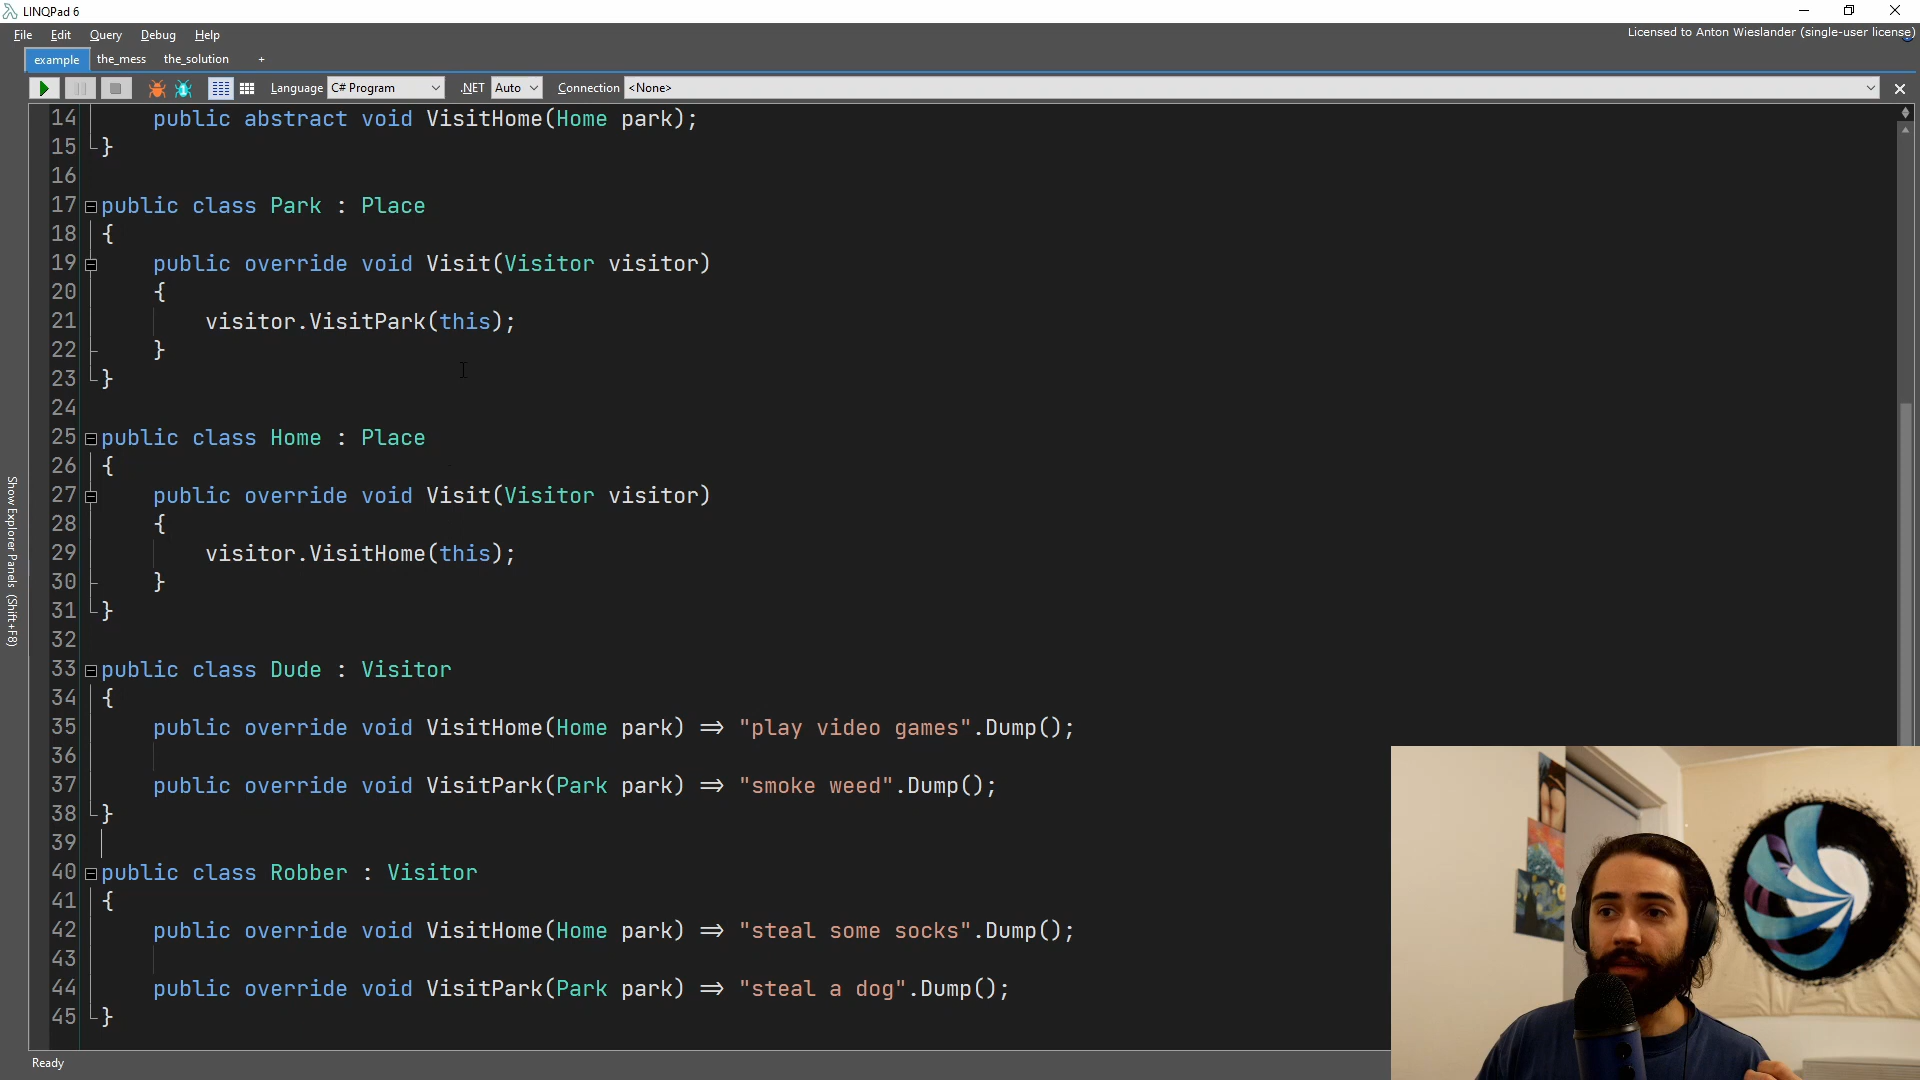 LINQPad 6
File Edit Query Debug Help
Licensed to Anton Wieslander (single-user license)
example the_mess the_solution +
Language C# Program .NET Auto Connection <None>
14 public abstract void VisitHome(Home park);
15 }
16
17 public class Park : Place
18 {
19 public override void Visit(Visitor visitor)
20 {
21 visitor.VisitPark(this);
22 }
23 }
24
25 public class Home : Place
26 {
27 public override void Visit(Visitor visitor)
28 {
29 visitor.VisitHome(this);
30 }
31 }
32
33 public class Dude : Visitor
34 {
35 public override void VisitHome(Home park) => "play video games".Dump();
36
37 public override void VisitPark(Park park) => "smoke weed".Dump();
38 }
39
40 public class Robber : Visitor
41 {
42 public override void VisitHome(Home park) => "steal some socks".Dump();
43
44 public override void VisitPark(Park park) => "steal a dog".Dump();
45 }
Show Explorer Panels (Shift+F8)
Ready